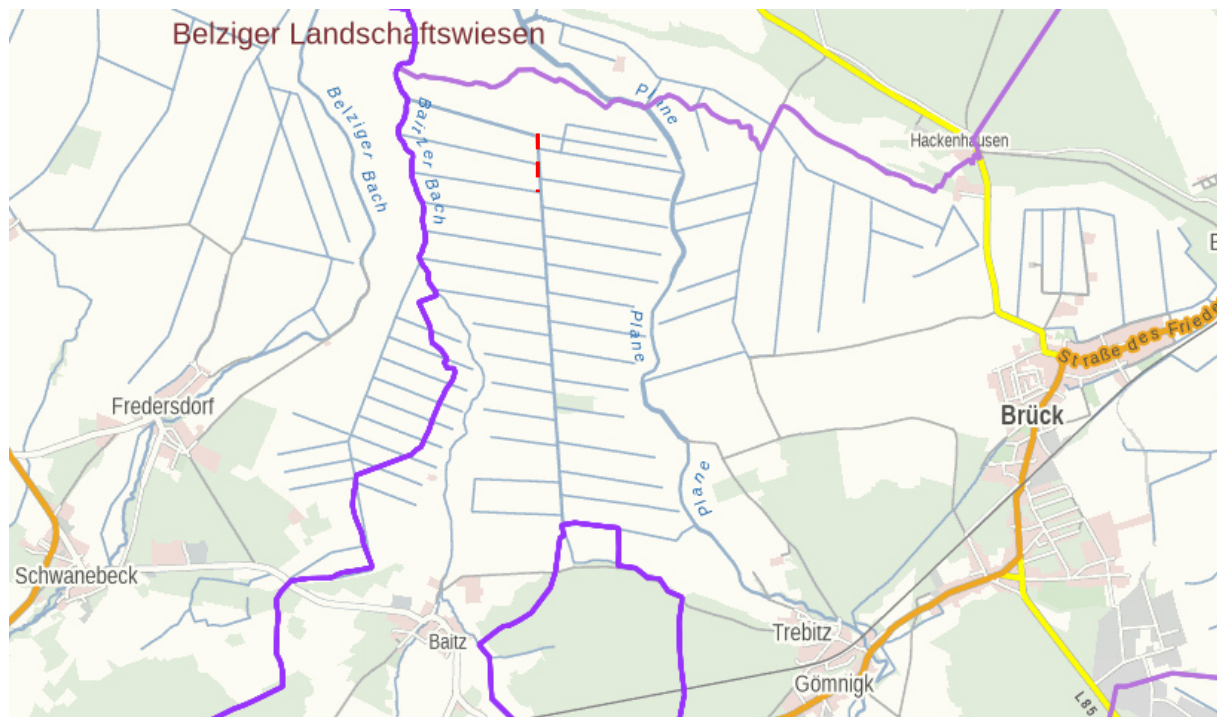 Belziger Landschaftswiesen
Plane
Belziger Bach
Baitzer Bach
Hackenhausen
Plane
Straße des Friede
Fredersdorf
Brück
Plane
Schwanebeck
Baitz
Trebitz
Gömnigk
L85